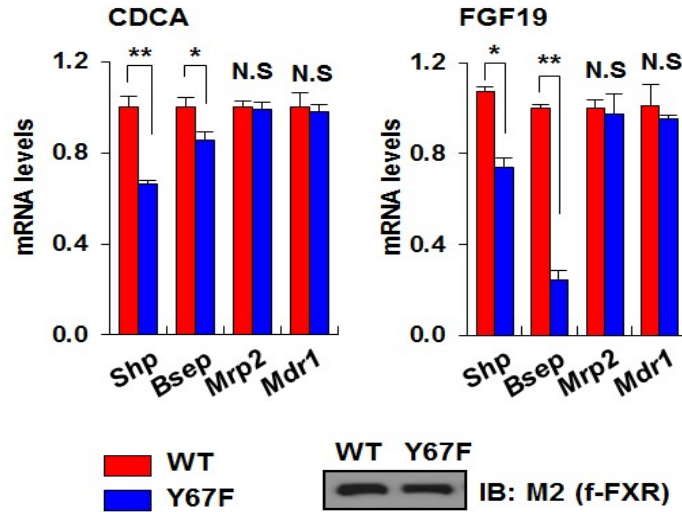 CDCA
mRNA levels
1.2
0.8
0.4
0.0
**
*
N.S
N.S
Shp
Bsep
Mrp2
Mdr1
FGF19
mRNA levels
1.2
0.8
0.4
0.0
*
**
N.S
N.S
Shp
Bsep
Mrp2
Mdr1
WT
Y67F
WT Y67F
IB: M2 (f-FXR)